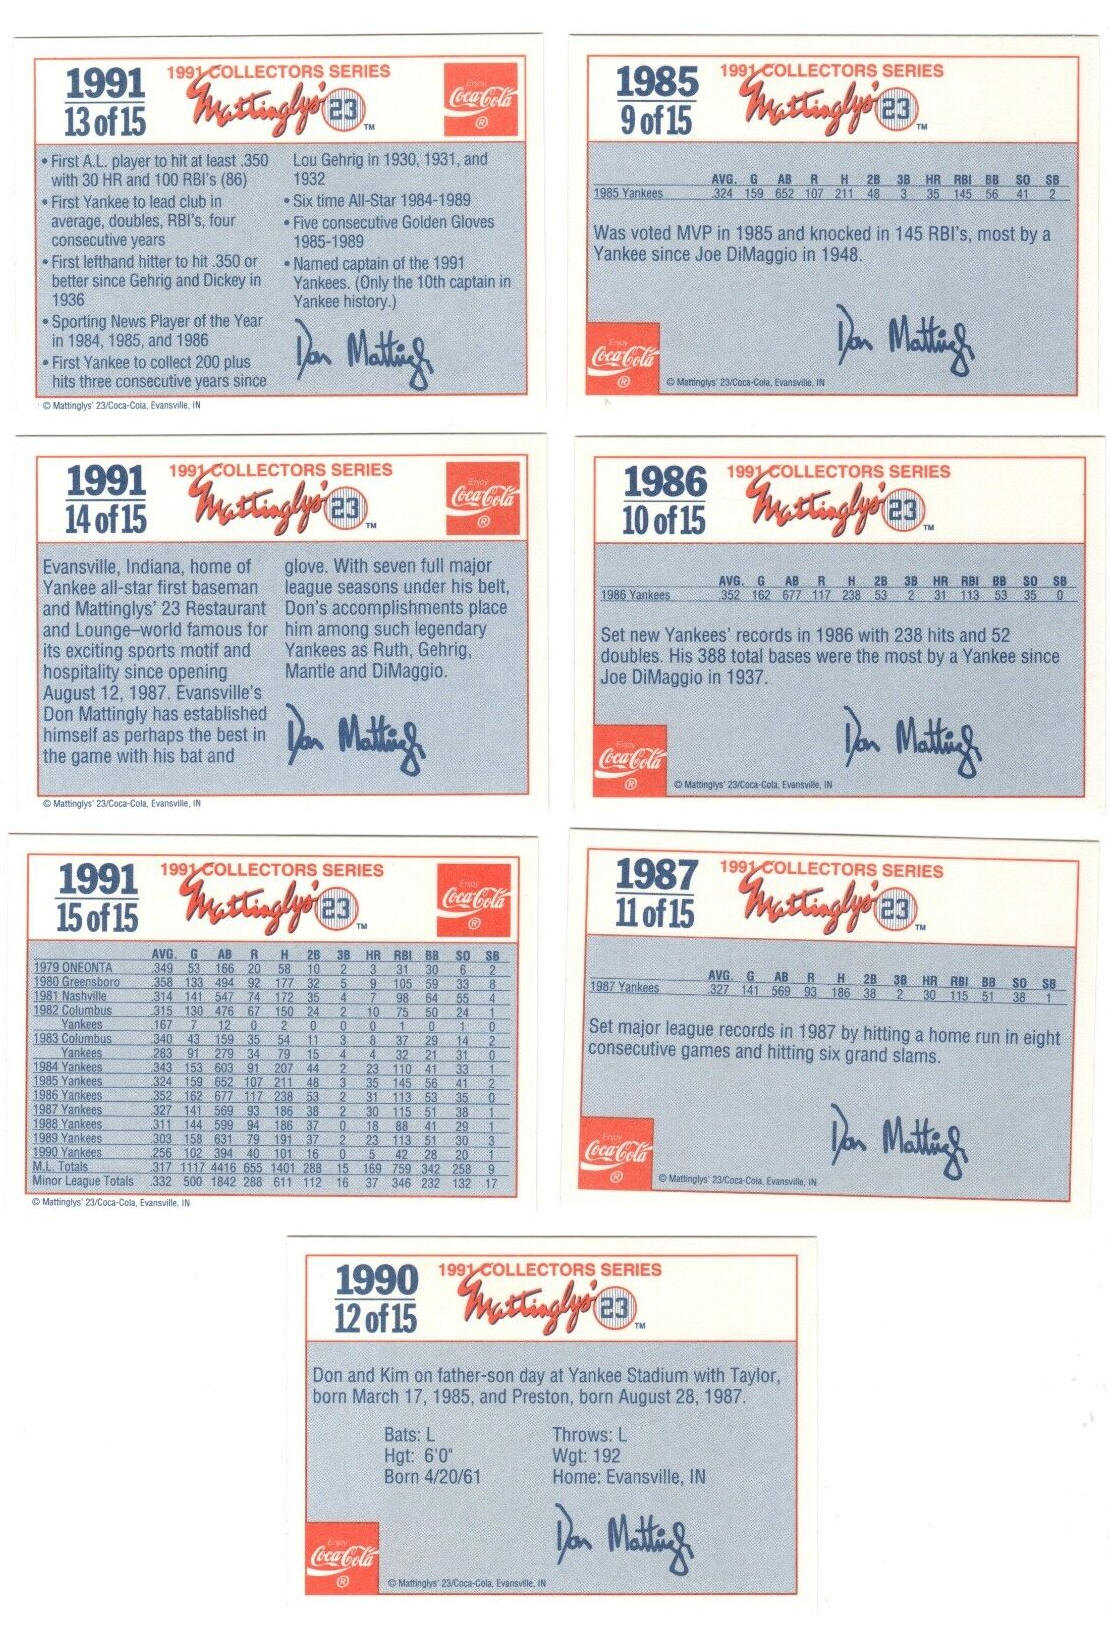 1991
13 of 15
1991 COLLECTORS SERIES
Mattinglys' 23 TM
Enjoy
Coca-Cola
®
• First A.L. player to hit at least .350
with 30 HR and 100 RBI's (86)
• First Yankee to lead club in
average, doubles, RBI's, four
consecutive years
• First lefthand hitter to hit .350 or
better since Gehrig and Dickey in
1936
• Sporting News Player of the Year
in 1984, 1985, and 1986
• First Yankee to collect 200 plus
hits three consecutive years since
Lou Gehrig in 1930, 1931, and
1932
• Six time All-Star 1984-1989
• Five consecutive Golden Gloves
1985-1989
• Named captain of the 1991
Yankees. (Only the 10th captain in
Yankee history.)
Don Mattingly
© Mattinglys' 23/Coca-Cola, Evansville, IN
1985
9 of 15
1991 COLLECTORS SERIES
Mattinglys' 23 TM
AVG. G AB R H 2B 3B HR RBI BB SO SB
1985 Yankees .324 159 652 107 211 48 3 35 145 56 41 2
Was voted MVP in 1985 and knocked in 145 RBI's, most by a
Yankee since Joe DiMaggio in 1948.
Don Mattingly
Enjoy
Coca-Cola
®
© Mattinglys' 23/Coca-Cola, Evansville, IN
1991
14 of 15
1991 COLLECTORS SERIES
Mattinglys' 23 TM
Enjoy
Coca-Cola
®
Evansville, Indiana, home of
Yankee all-star first baseman
and Mattinglys' 23 Restaurant
and Lounge–world famous for
its exciting sports motif and
hospitality since opening
August 12, 1987. Evansville's
Don Mattingly has established
himself as perhaps the best in
the game with his bat and
glove. With seven full major
league seasons under his belt,
Don's accomplishments place
him among such legendary
Yankees as Ruth, Gehrig,
Mantle and DiMaggio.
Don Mattingly
© Mattinglys' 23/Coca-Cola, Evansville, IN
1986
10 of 15
1991 COLLECTORS SERIES
Mattinglys' 23 TM
AVG. G AB R H 2B 3B HR RBI BB SO SB
1986 Yankees .352 162 677 117 238 53 2 31 113 53 35 0
Set new Yankees' records in 1986 with 238 hits and 52
doubles. His 388 total bases were the most by a Yankee since
Joe DiMaggio in 1937.
Don Mattingly
Enjoy
Coca-Cola
®
© Mattinglys' 23/Coca-Cola, Evansville, IN
1991
15 of 15
1991 COLLECTORS SERIES
Mattinglys' 23 TM
Enjoy
Coca-Cola
®
AVG. G AB R H 2B 3B HR RBI BB SO SB
1979 ONEONTA .349 53 166 20 58 10 2 3 31 30 6 2
1980 Greensboro .358 133 494 92 177 32 5 9 105 59 33 8
1981 Nashville .314 141 547 74 172 35 4 7 98 64 55 4
1982 Columbus .315 130 476 67 150 24 2 10 75 50 24 1
Yankees .167 7 12 0 2 0 0 0 1 0 1 0
1983 Columbus .340 43 159 35 54 11 3 8 37 29 14 2
Yankees .283 91 279 34 79 15 4 4 32 21 31 0
1984 Yankees .343 153 603 91 207 44 2 23 110 41 33 1
1985 Yankees .324 159 652 107 211 48 3 35 145 56 41 2
1986 Yankees .352 162 677 117 238 53 2 31 113 53 35 0
1987 Yankees .327 141 569 93 186 38 2 30 115 51 38 1
1988 Yankees .311 144 599 94 186 37 0 18 88 41 29 1
1989 Yankees .303 158 631 79 191 37 2 23 113 51 30 3
1990 Yankees .256 102 394 40 101 16 0 5 42 28 20 1
M.L. Totals .317 1117 4416 655 1401 288 15 169 759 342 258 9
Minor League Totals .332 500 1842 288 611 112 16 37 346 232 132 17
© Mattinglys' 23/Coca-Cola, Evansville, IN
1987
11 of 15
1991 COLLECTORS SERIES
Mattinglys' 23 TM
AVG. G AB R H 2B 3B HR RBI BB SO SB
1987 Yankees .327 141 569 93 186 38 2 30 115 51 38 1
Set major league records in 1987 by hitting a home run in eight
consecutive games and hitting six grand slams.
Don Mattingly
Enjoy
Coca-Cola
®
© Mattinglys' 23/Coca-Cola, Evansville, IN
1990
12 of 15
1991 COLLECTORS SERIES
Mattinglys' 23 TM
Don and Kim on father-son day at Yankee Stadium with Taylor,
born March 17, 1985, and Preston, born August 28, 1987.
Bats: L Throws: L
Hgt: 6'0" Wgt: 192
Born 4/20/61 Home: Evansville, IN
Don Mattingly
Enjoy
Coca-Cola
®
© Mattinglys' 23/Coca-Cola, Evansville, IN